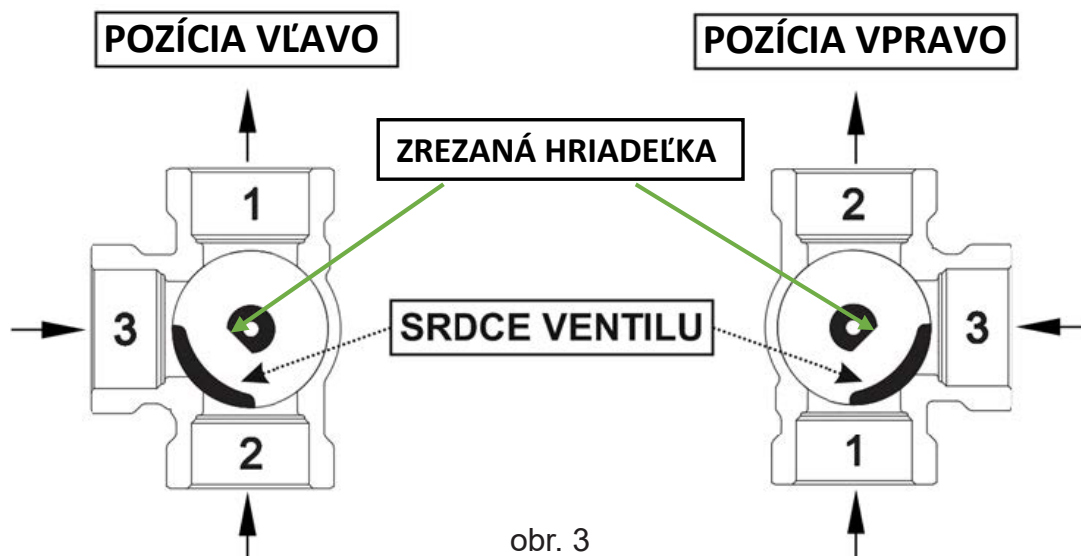 POZÍCIA VĽAVO
POZÍCIA VPRAVO
ZREZANÁ HRIADEĽKA
1
2
3
SRDCE VENTILU
3
2
1
obr. 3